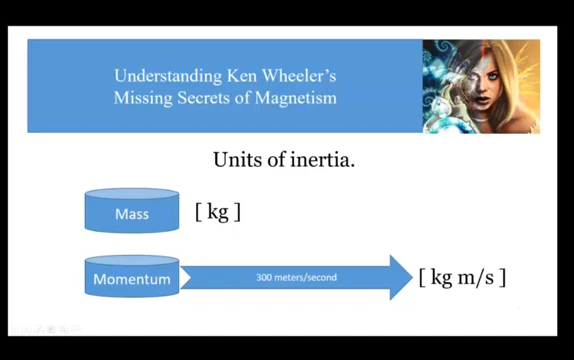 Understanding Ken Wheeler's
Missing Secrets of Magnetism
Units of inertia.
Mass
[ kg ]
Momentum
300 meters/second
[ kg m/s ]